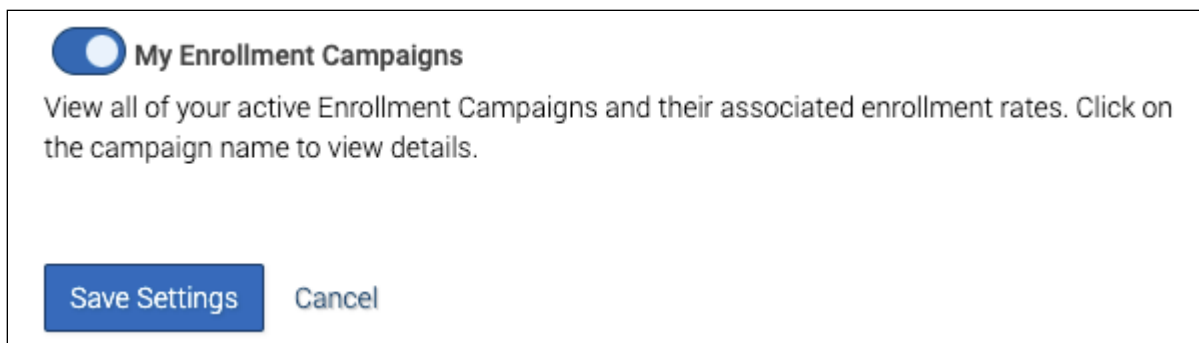 My Enrollment Campaigns
View all of your active Enrollment Campaigns and their associated enrollment rates. Click on
the campaign name to view details.
Save Settings Cancel